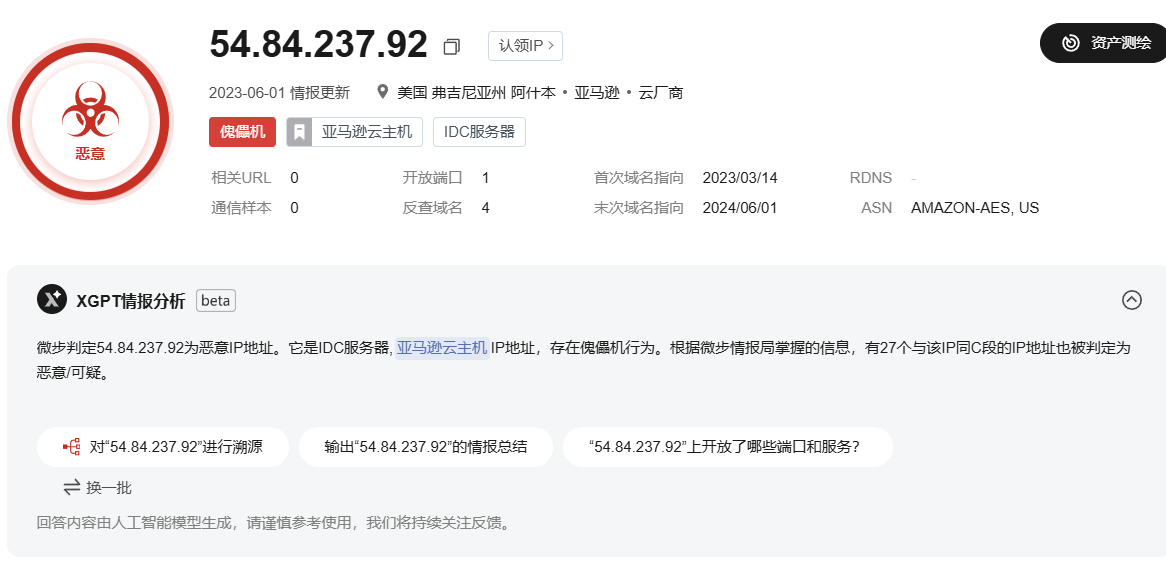 54.84.237.92 认领IP >
资产测绘
2023-06-01 情报更新 美国 弗吉尼亚州 阿什本 • 亚马逊 • 云厂商
恶意
傀儡机 亚马逊云主机 IDC服务器
相关URL 0 开放端口 1 首次域名指向 2023/03/14 RDNS -
通信样本 0 反查域名 4 末次域名指向 2024/06/01 ASN AMAZON-AES, US
XGPT情报分析 beta
微步判定54.84.237.92为恶意IP地址。它是IDC服务器, 亚马逊云主机 IP地址，存在傀儡机行为。根据微步情报局掌握的信息，有27个与该IP同C段的IP地址也被判定为
恶意/可疑。
对“54.84.237.92”进行溯源 输出“54.84.237.92”的情报总结 “54.84.237.92”上开放了哪些端口和服务？
换一批
回答内容由人工智能模型生成，请谨慎参考使用，我们将持续关注反馈。